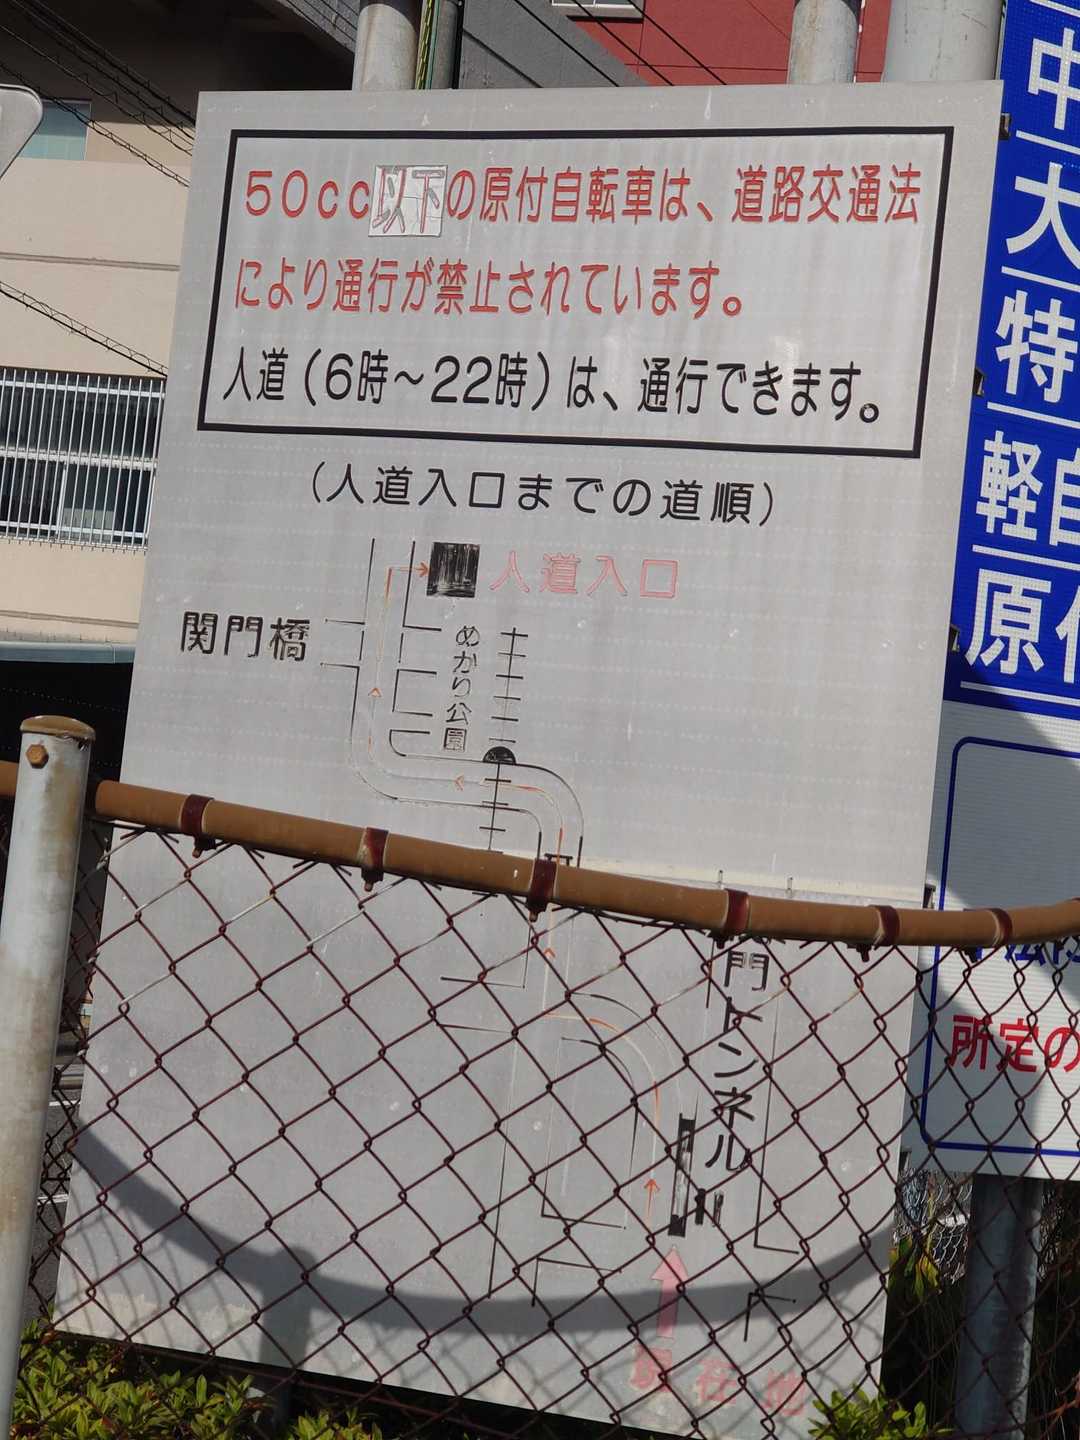 50cc以下の原付自転車は、道路交通法
により通行が禁止されています。
人道（6時～22時）は、通行できます。
（人道入口までの道順）
人道入口
関門橋
めかり公園
門トンネル
現在地
中
大
特
軽自
原付
所定の